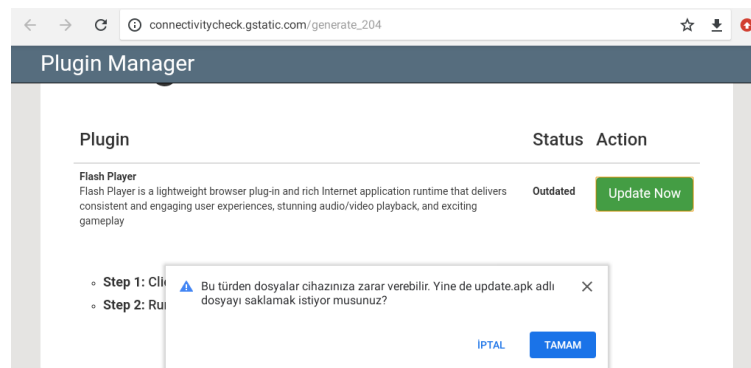 connectivitycheck.gstatic.com/generate_204
Plugin Manager
Plugin Status Action
Flash Player
Flash Player is a lightweight browser plug-in and rich Internet application runtime that delivers
consistent and engaging user experiences, stunning audio/video playback, and exciting
gameplay
Outdated
Update Now
Step 1:
Step 2:
Bu türden dosyalar cihazınıza zarar verebilir. Yine de update.apk adlı
dosyayı saklamak istiyor musunuz?
İPTAL TAMAM